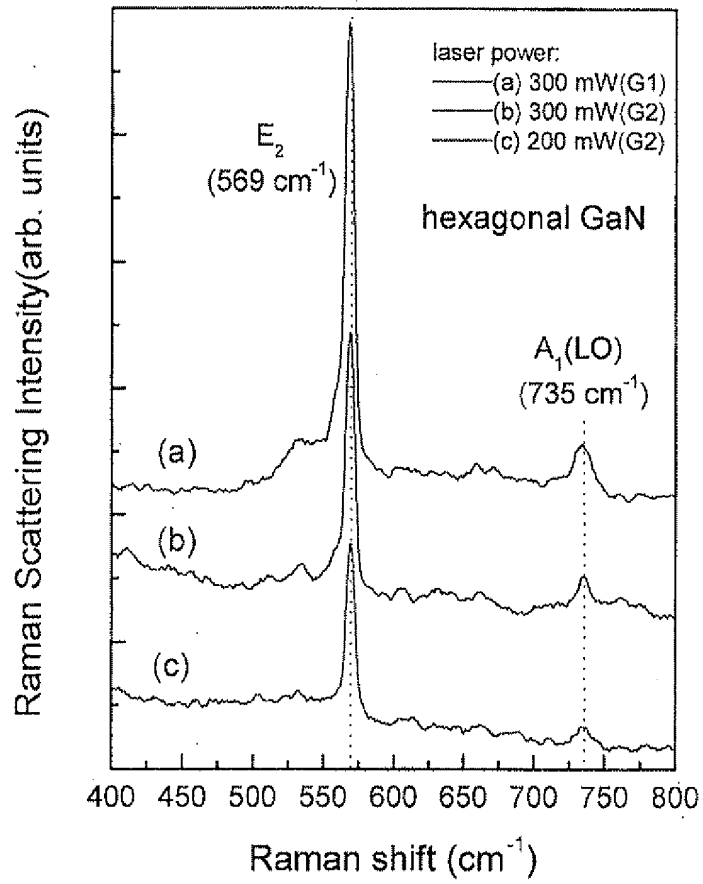 laser power:
(a) 300 mW(G1)
(b) 300 mW(G2)
(c) 200 mW(G2)
E₂
(569 cm⁻¹)
hexagonal GaN
A₁(LO)
(735 cm⁻¹)
(a)
(b)
(c)
Raman Scattering Intensity(arb. units)
400 450 500 550 600 650 700 750 800
Raman shift (cm⁻¹)